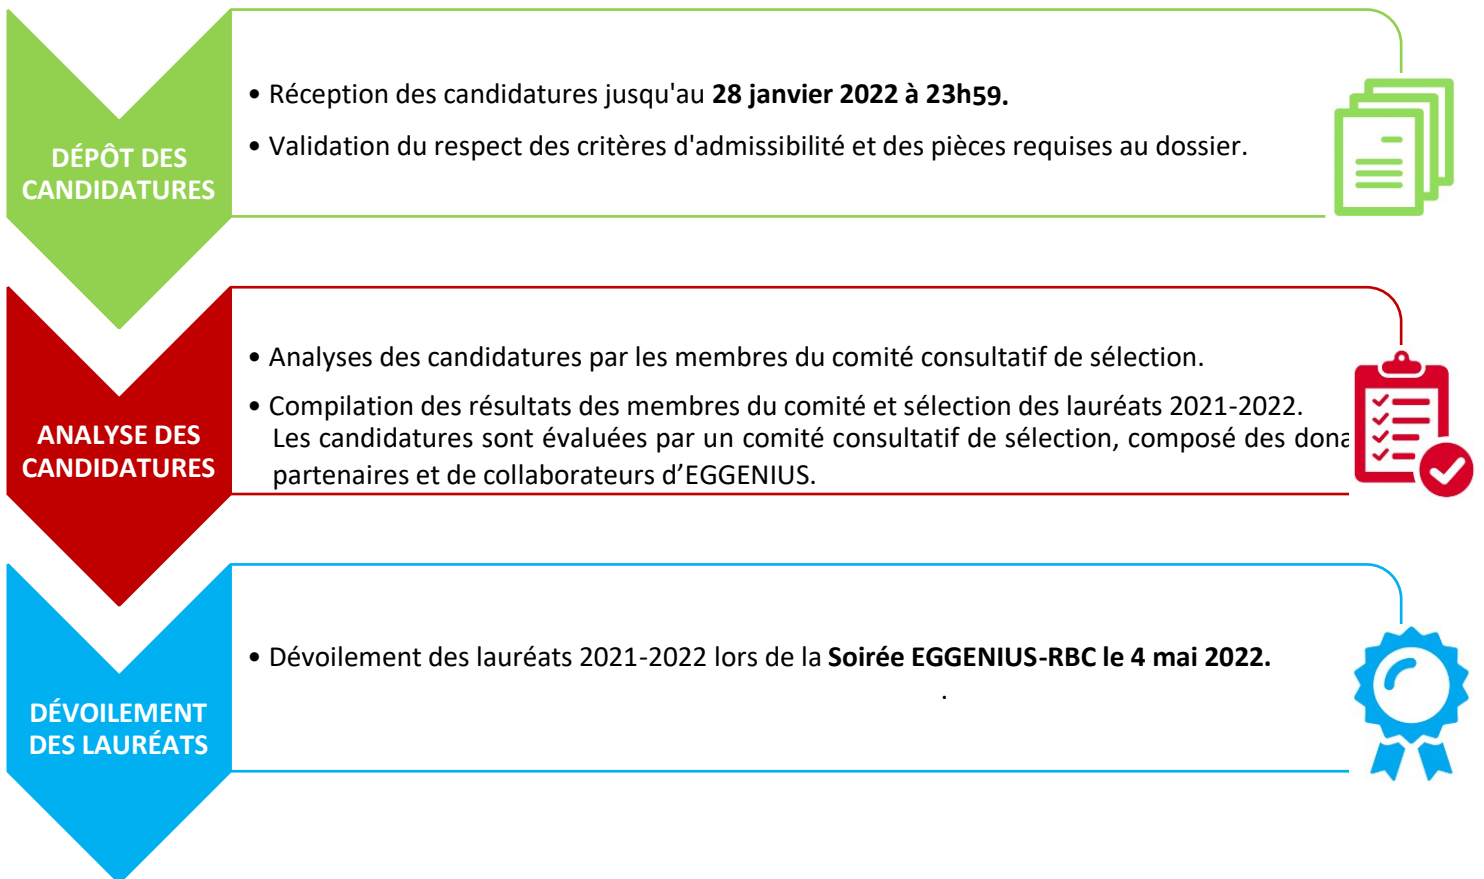 DÉPÔT DES
CANDIDATURES
• Réception des candidatures jusqu'au 28 janvier 2022 à 23h59.
• Validation du respect des critères d'admissibilité et des pièces requises au dossier.
ANALYSE DES
CANDIDATURES
• Analyses des candidatures par les membres du comité consultatif de sélection.
• Compilation des résultats des membres du comité et sélection des lauréats 2021-2022.
Les candidatures sont évaluées par un comité consultatif de sélection, composé des
partenaires et de collaborateurs d’EGGENIUS.
DÉVOILEMENT
DES LAURÉATS
• Dévoilement des lauréats 2021-2022 lors de la Soirée EGGENIUS-RBC le 4 mai 2022.
.